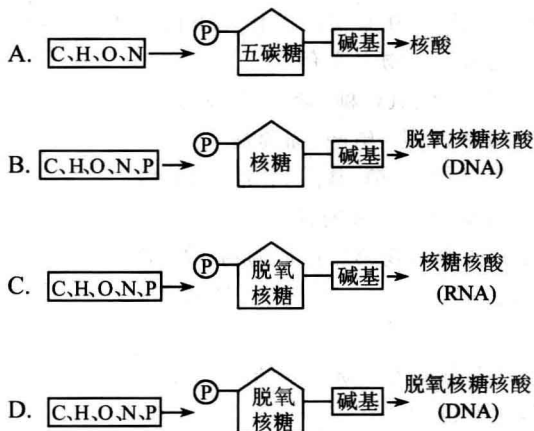 A. C、H、O、N P 五碳糖 碱基 核酸
B. C、H、O、N、P P 核糖 碱基 脱氧核糖核酸
(DNA)
C. C、H、O、N、P P 脱氧
核糖 碱基 核糖核酸
(RNA)
D. C、H、O、N、P P 脱氧
核糖 碱基 脱氧核糖核酸
(DNA)